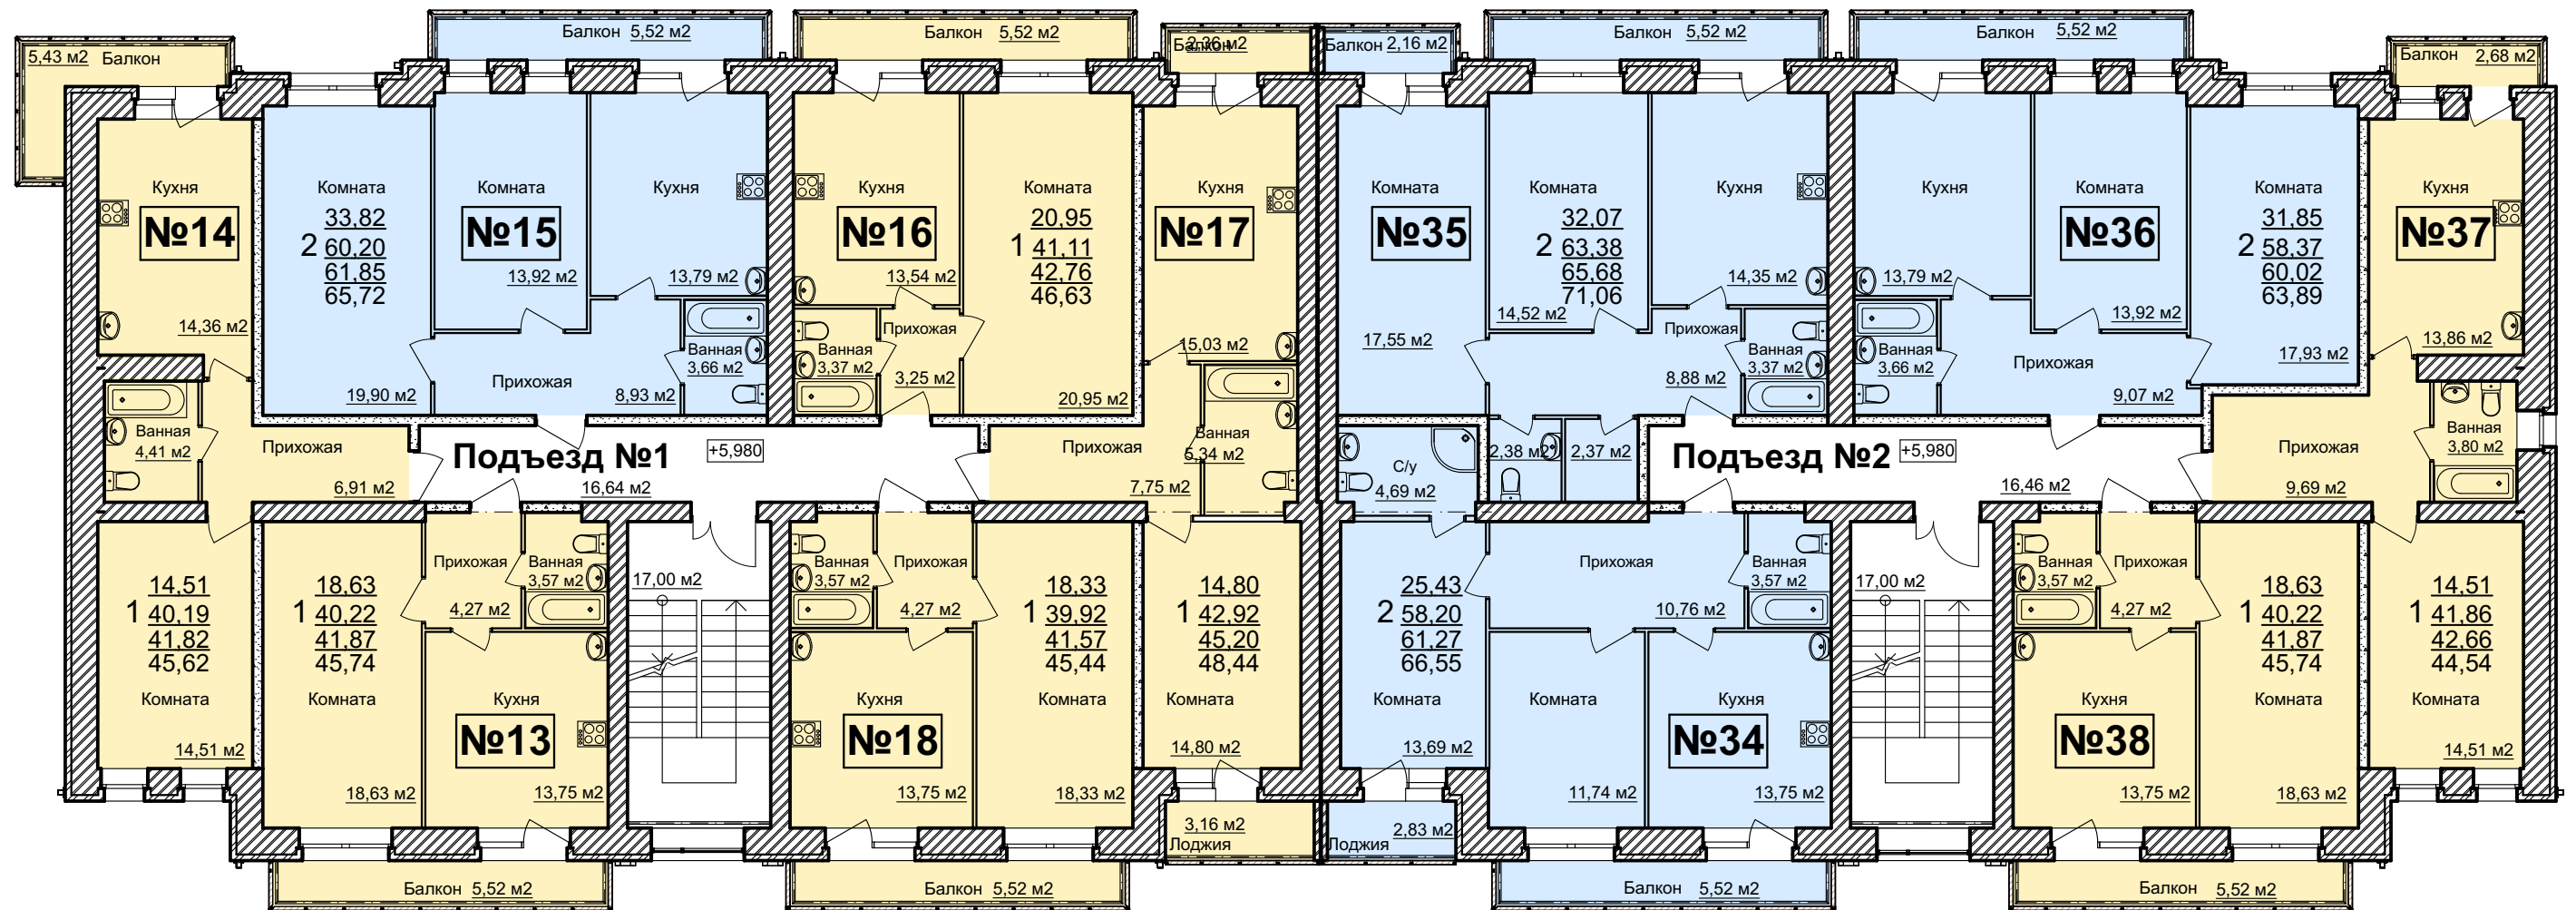 Балкон 5,52 м2
Балкон 5,52 м2
Балкон 2,36 м2
Балкон 2,16 м2
Балкон 5,52 м2
Балкон 5,52 м2
5,43 м2 Балкон
Балкон 2,68 м2
Кухня
№14
14,36 м2
Комната
33,82
2 60,20
61,85
65,72
19,90 м2
Комната
№15
13,92 м2
Кухня
13,79 м2
Ванная
3,66 м2
Прихожая
8,93 м2
Кухня
№16
13,54 м2
Прихожая
Ванная
3,37 м2
3,25 м2
Комната
20,95
1 41,11
42,76
46,63
20,95 м2
Кухня
№17
15,03 м2
Комната
№35
17,55 м2
Комната
32,07
2 63,38
65,68
71,06
14,52 м2
Кухня
14,35 м2
Прихожая
Ванная
3,37 м2
8,88 м2
Кухня
13,79 м2
Ванная
3,66 м2
Комната
№36
13,92 м2
Прихожая
9,07 м2
Комната
31,85
2 58,37
60,02
63,89
17,93 м2
Кухня
№37
13,86 м2
Ванная
4,41 м2
Прихожая
6,91 м2
Подъезд №1
+5,980
16,64 м2
Прихожая
7,75 м2
Ванная
5,34 м2
С/у
4,69 м2
2,38 м2
2,37 м2
Подъезд №2
+5,980
16,46 м2
Прихожая
9,69 м2
Ванная
3,80 м2
14,51
1 40,19
41,82
45,62
Комната
14,51 м2
18,63
1 40,22
41,87
45,74
Комната
18,63 м2
Прихожая
4,27 м2
Ванная
3,57 м2
Кухня
№13
13,75 м2
17,00 м2
Ванная
3,57 м2
Прихожая
4,27 м2
Кухня
№18
13,75 м2
18,33
1 39,92
41,57
45,44
Комната
18,33 м2
14,80
1 42,92
45,20
48,44
Комната
14,80 м2
3,16 м2
Лоджия
25,43
2 58,20
61,27
66,55
Комната
13,69 м2
2,83 м2
Лоджия
Прихожая
10,76 м2
Ванная
3,57 м2
Комната
11,74 м2
Кухня
№34
13,75 м2
17,00 м2
Ванная
3,57 м2
Прихожая
4,27 м2
Кухня
№38
13,75 м2
18,63
1 40,22
41,87
45,74
Комната
18,63 м2
14,51
1 41,86
42,66
44,54
Комната
14,51 м2
Балкон 5,52 м2
Балкон 5,52 м2
Балкон 5,52 м2
Балкон 5,52 м2